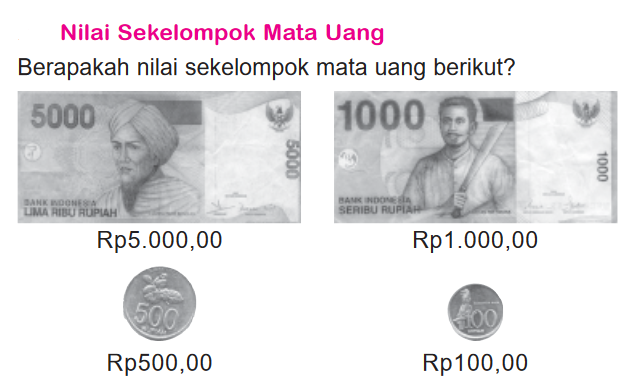 Nilai Sekelompok Mata Uang
Berapakah nilai sekelompok mata uang berikut?
5000
5000
BANK INDONESIA
LIMA RIBU RUPIAH
1000
1000
BANK INDONESIA
SERIBU RUPIAH
Rp5.000,00
Rp1.000,00
500
100
Rp500,00
Rp100,00